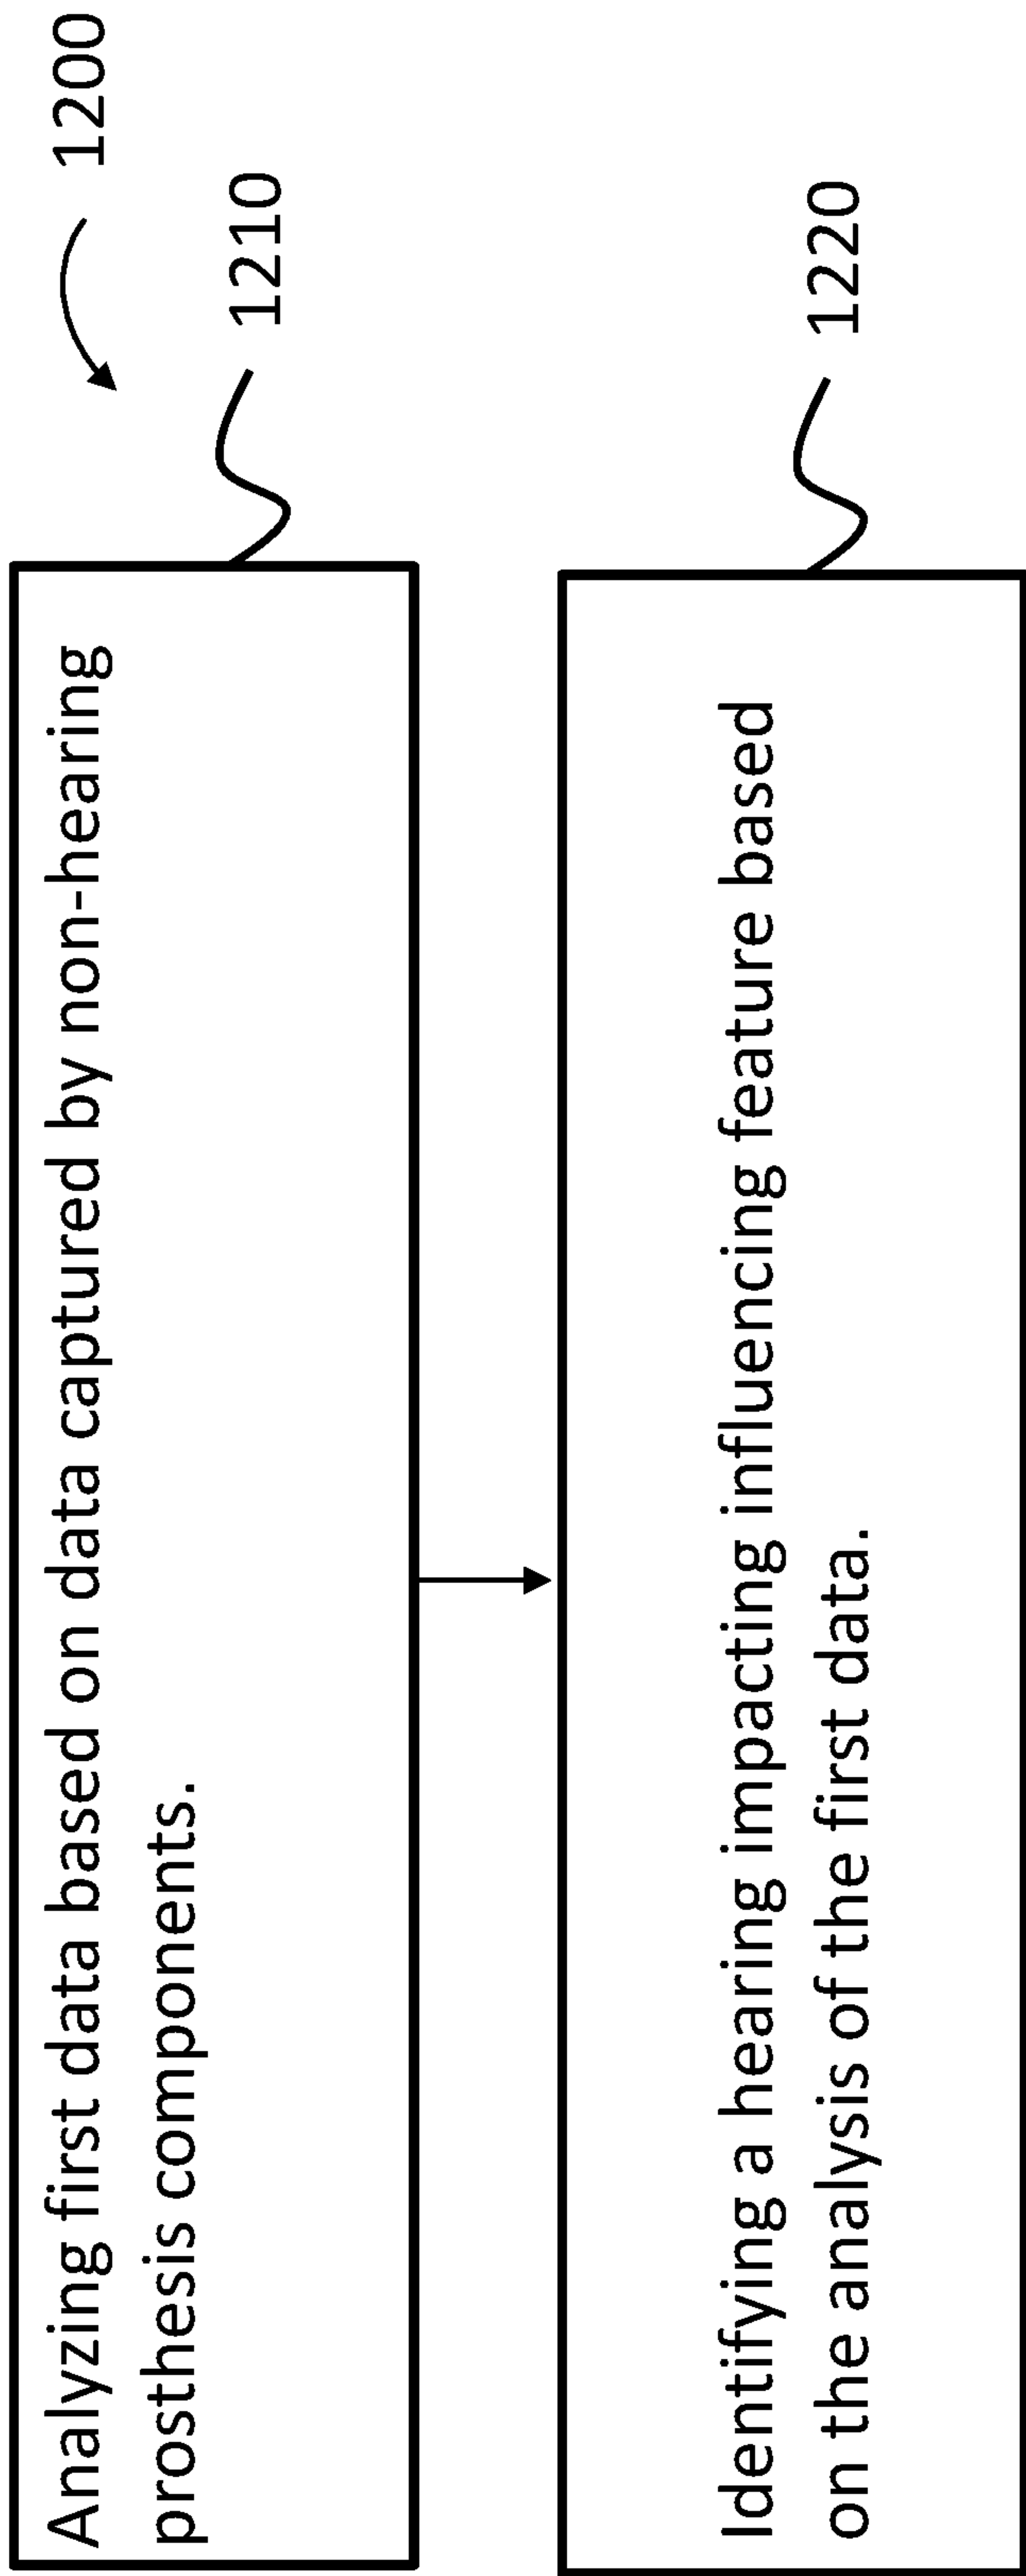 1200
1210
Analyzing first data based on data captured by non-hearing
prosthesis components.
1220
Identifying a hearing impacting influencing feature based
on the analysis of the first data.